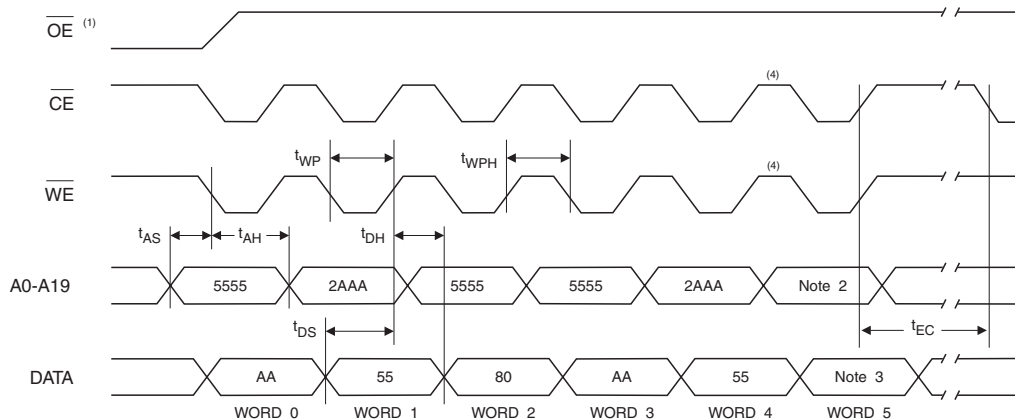 OE (1)
(4)
CE
tWP tWPH
(4)
WE
tAS tAH tDH
A0-A19 5555 2AAA 5555 5555 2AAA Note 2
tDS tEC
DATA AA 55 80 AA 55 Note 3
WORD 0 WORD 1 WORD 2 WORD 3 WORD 4 WORD 5